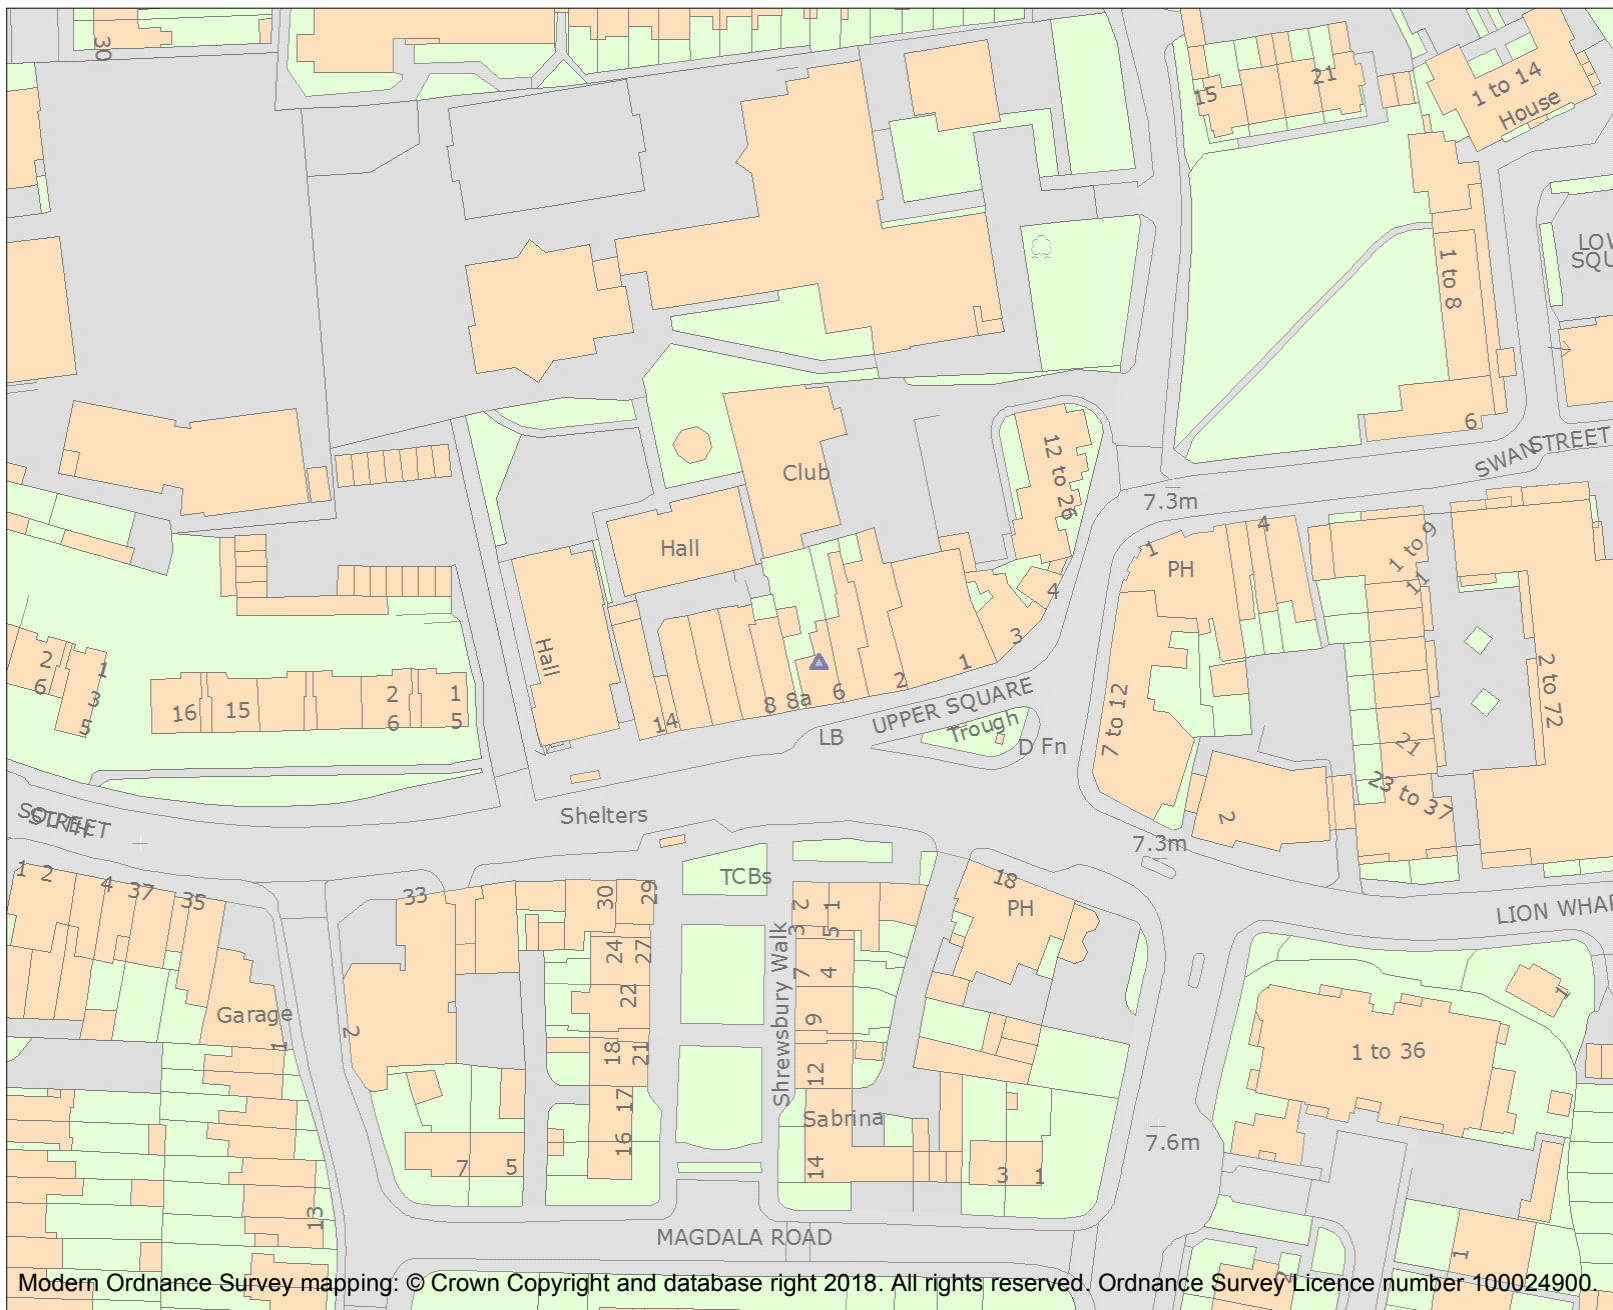 30
15
21
1 to 14
House
1 to 8
6
SWAN STREET
12 to 26
7.3m
Club
Hall
Hall
4
3
1
2
6
8a
8
14
UPPER SQUARE
Trough
D Fn
LB
1
PH
4
1 to 9
11
2 to 72
7 to 12
21
23 to 37
2
2
6
1
3
5
16
15
2
6
1
5
Shelters
7.3m
SOUTH
STREET
1
2
4
37
35
33
30
29
TCBs
2
1
3
5
18
PH
LION WHAR
24
27
7
4
Shrewsbury Walk
22
9
18
21
12
Garage
1
2
1
1 to 36
17
16
Sabrina
14
7
5
3
1
7.6m
13
MAGDALA ROAD
1
2
Modern Ordnance Survey mapping: © Crown Copyright and database right 2018. All rights reserved. Ordnance Survey Licence number 100024900.